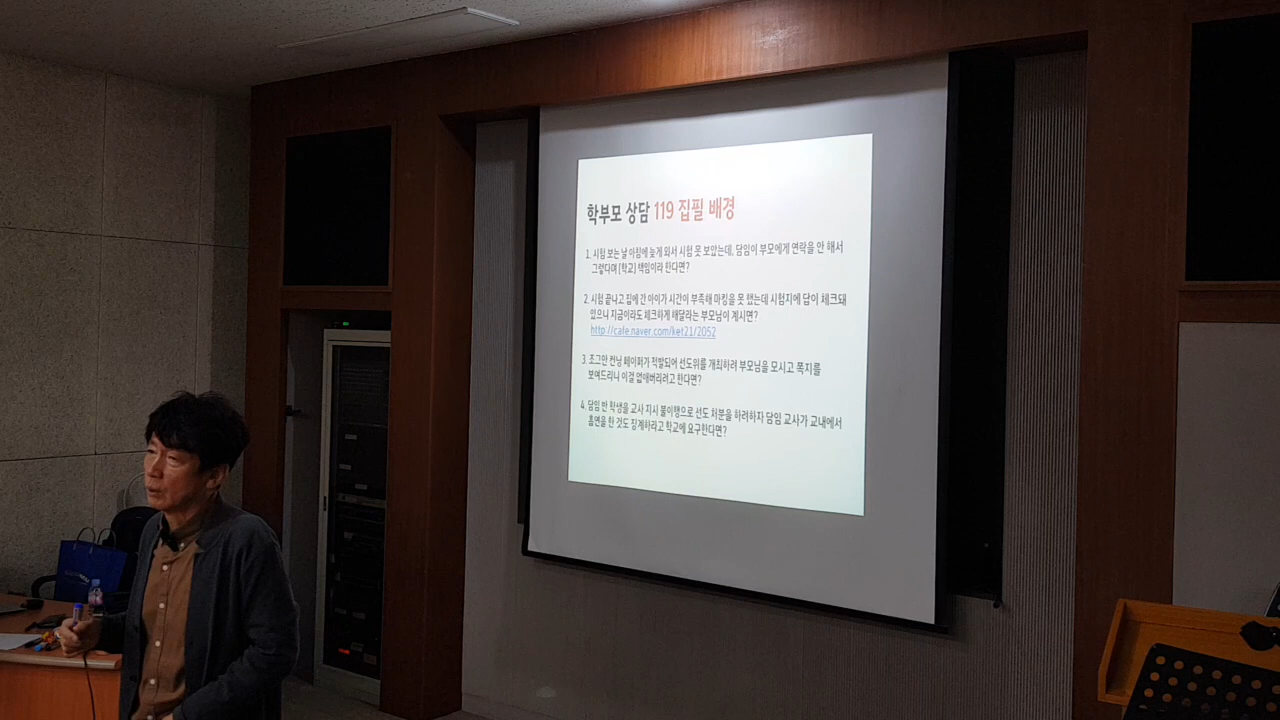 학부모 상담 119 집필 배경
1. 시험 보는 날 아침에 늦게 와서 시험 못 보았는데, 담임이 부모에게 연락을 안 해서
그렇다며 [학교] 책임이라 한다면?
2. 시험 끝나고 집에 간 아이가 시간이 부족해 마킹을 못 했는데 시험지에 답이 체크돼
있으니 지금이라도 체크하게 해달라는 부모님이 계시면?
http://cafe.naver.com/ket21/2052
3. 조그만 컨닝 페이퍼가 적발되어 선도위를 개최하려 부모님을 모시고 쪽지를
보여드리니 이걸 없애버리려고 한다면?
4. 담임 반 학생을 교사 지시 불이행으로 선도 처분을 하려하자 담임 교사가 교내에서
흡연을 한 것도 징계하라고 학교에 요구한다면?